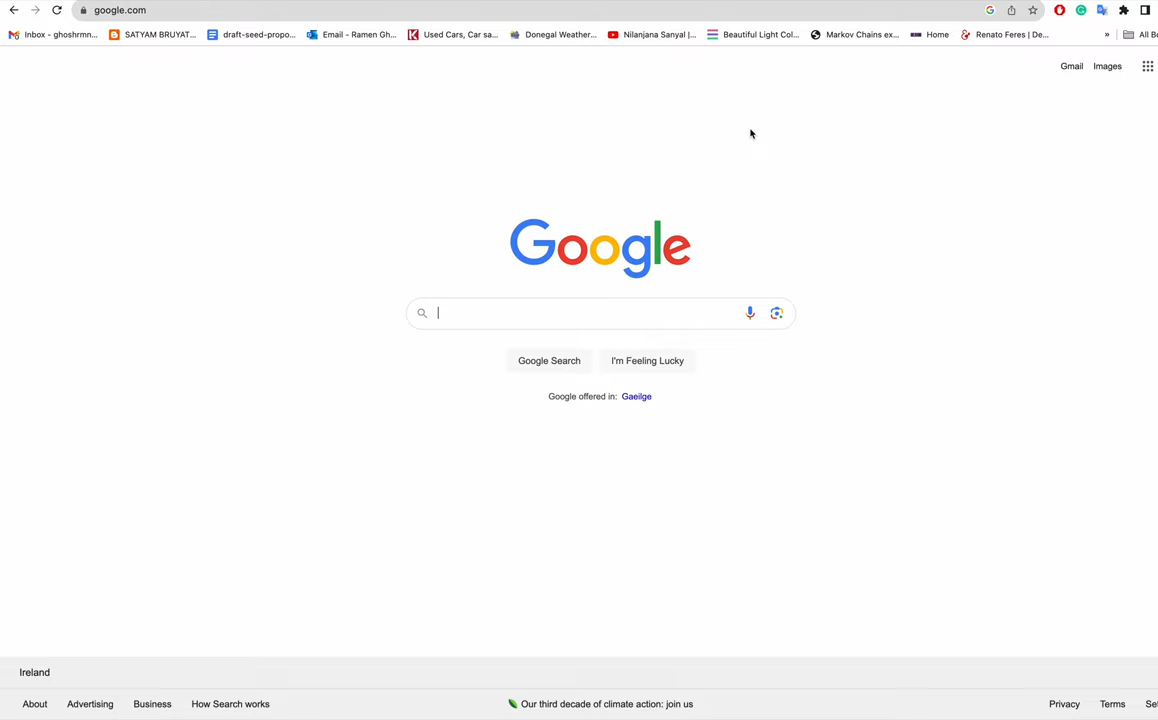 google.com
Inbox - ghoshrmn... SATYAM BRUYAT... draft-seed-propo... Email - Ramen Gh... Used Cars, Car sa... Donegal Weather... Nilanjana Sanyal |... Beautiful Light Col... Markov Chains ex... Home Renato Feres | De... » All Bo
Gmail Images
Google
Google Search I'm Feeling Lucky
Google offered in: Gaeilge
Ireland
About Advertising Business How Search works Our third decade of climate action: join us Privacy Terms Se